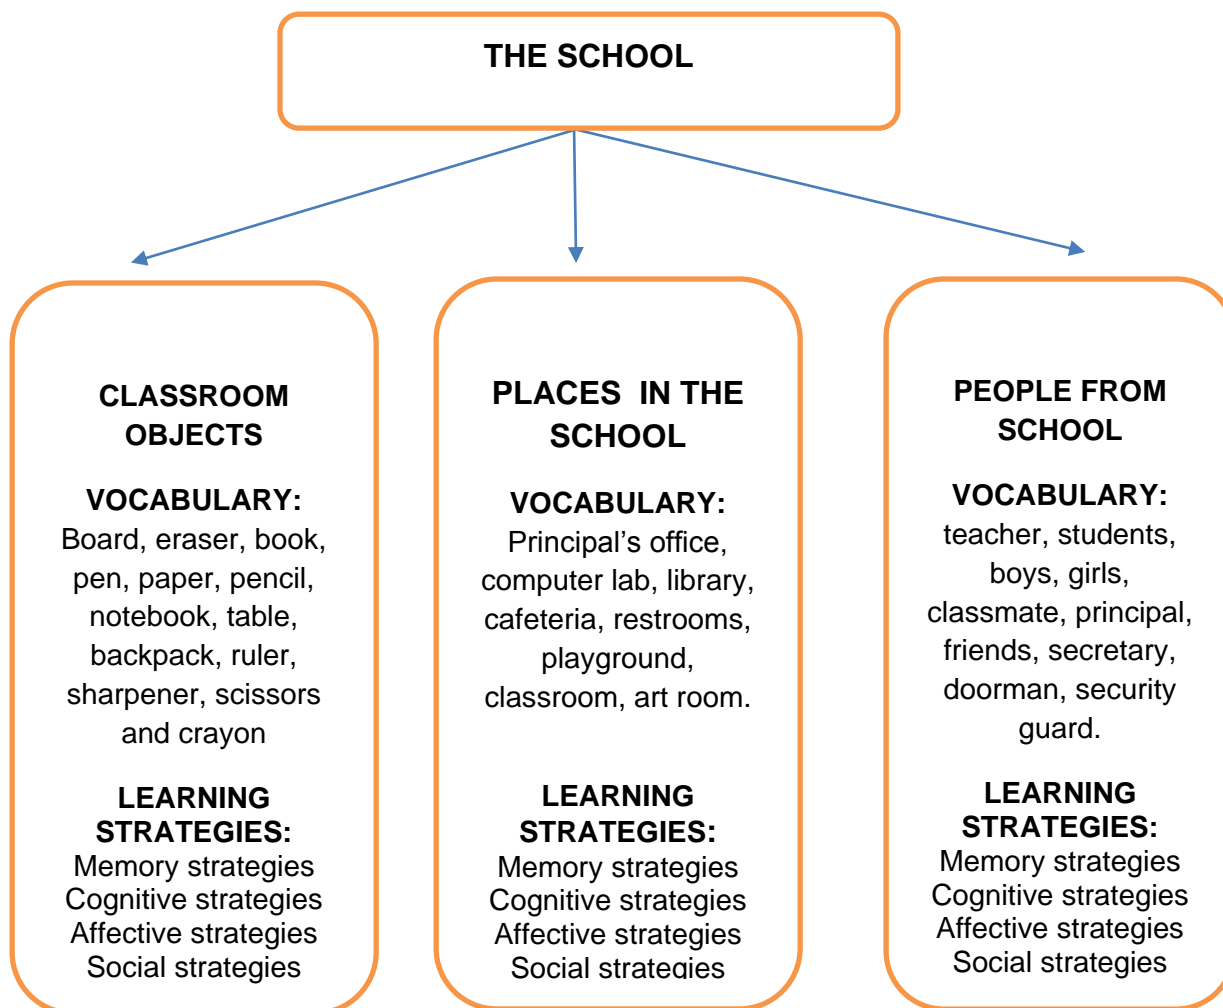 THE SCHOOL
CLASSROOM
OBJECTS
VOCABULARY:
Board, eraser, book,
pen, paper, pencil,
notebook, table,
backpack, ruler,
sharpener, scissors
and crayon
LEARNING
STRATEGIES:
Memory strategies
Cognitive strategies
Affective strategies
Social strategies
PLACES  IN THE
SCHOOL
VOCABULARY:
Principal’s office,
computer lab, library,
cafeteria, restrooms,
playground,
classroom, art room.
LEARNING
STRATEGIES:
Memory strategies
Cognitive strategies
Affective strategies
Social strategies
PEOPLE FROM
SCHOOL
VOCABULARY:
teacher, students,
boys, girls,
classmate, principal,
friends, secretary,
doorman, security
guard.
LEARNING
STRATEGIES:
Memory strategies
Cognitive strategies
Affective strategies
Social strategies